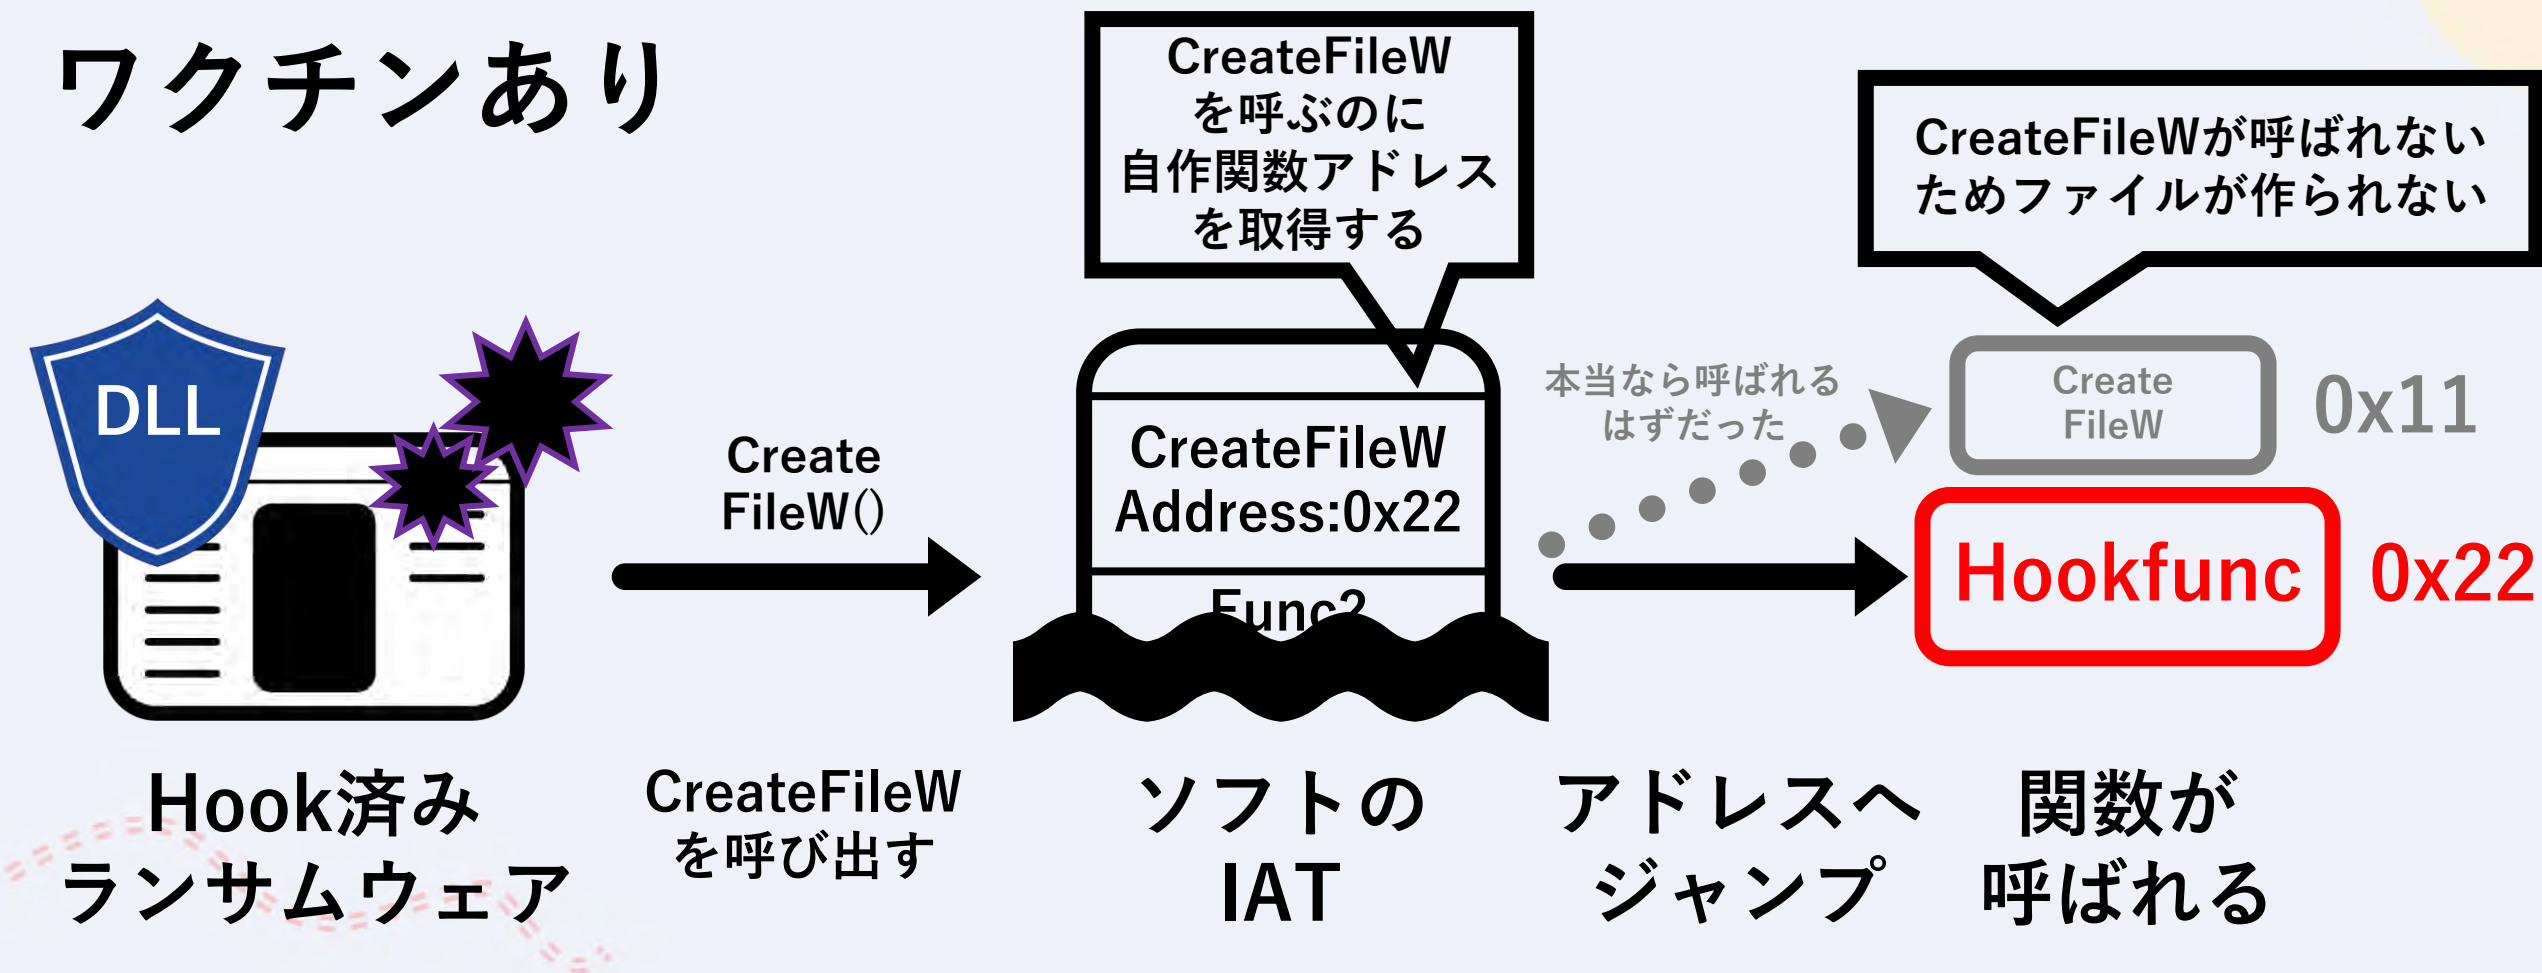 ワクチンあり
CreateFileW
を呼ぶのに
自作関数アドレス
を取得する
CreateFileWが呼ばれない
ためファイルが作られない
DLL
Create
FileW()
CreateFileW
Address:0x22
Func2
本当なら呼ばれる
はずだった
Create
FileW
0x11
Hookfunc
0x22
Hook済み
ランサムウェア
CreateFileW
を呼び出す
ソフトの
IAT
アドレスへ
ジャンプ
関数が
呼ばれる